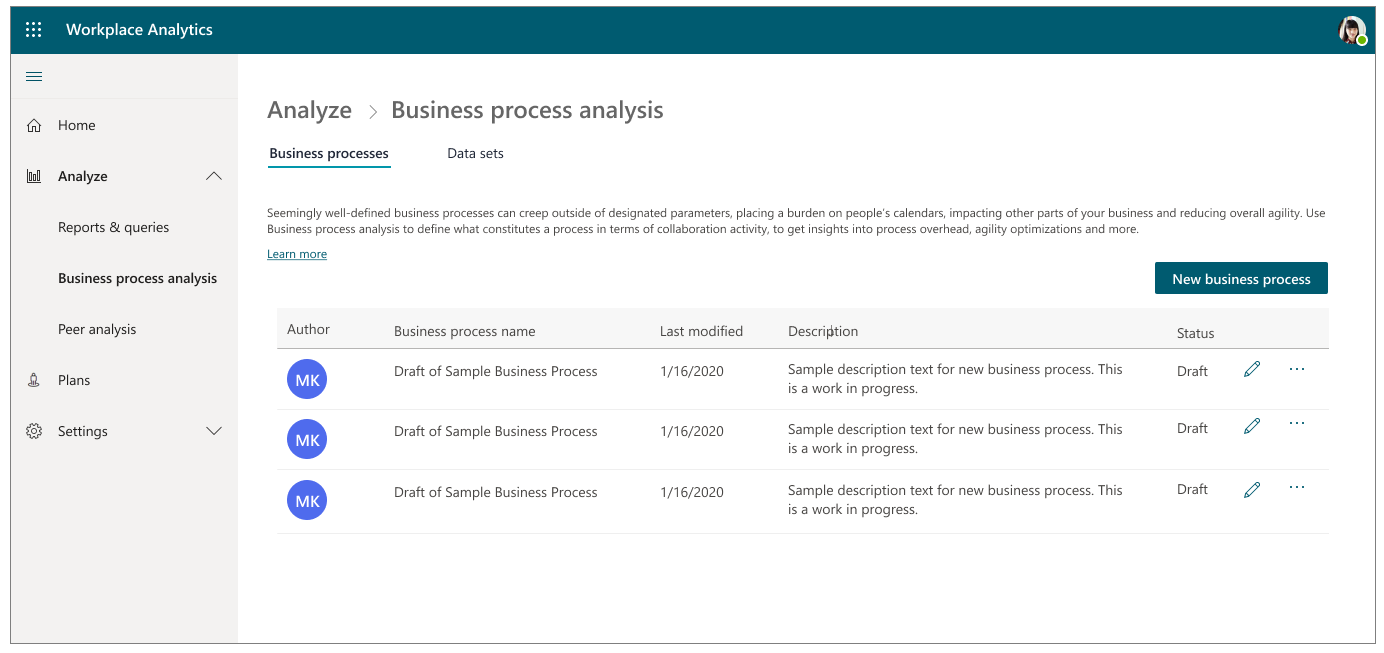 Workplace Analytics
Home
Analyze
Reports & queries
Business process analysis
Peer analysis
Plans
Settings
Analyze > Business process analysis
Business processes Data sets
Seemingly well-defined business processes can creep outside of designated parameters, placing a burden on people's calendars, impacting other parts of your business and reducing overall agility. Use
Business process analysis to define what constitutes a process in terms of collaboration activity, to get insights into process overhead, agility optimizations and more.
Learn more
New business process
Author Business process name Last modified Description Status
MK Draft of Sample Business Process 1/16/2020 Sample description text for new business process. This Draft ...
is a work in progress.
MK Draft of Sample Business Process 1/16/2020 Sample description text for new business process. This Draft ...
is a work in progress.
MK Draft of Sample Business Process 1/16/2020 Sample description text for new business process. This Draft ...
is a work in progress.